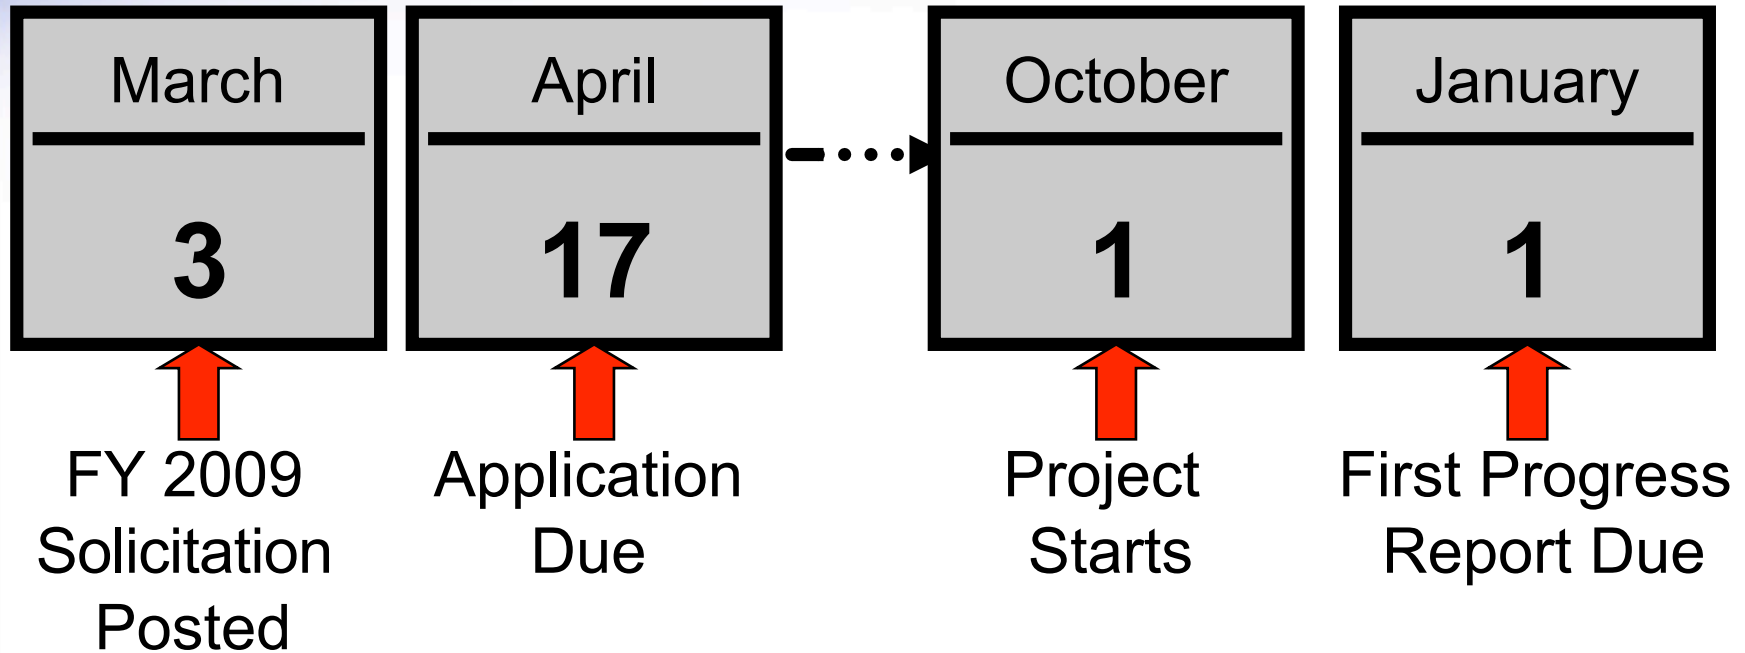 March
3
FY 2009
Solicitation
Posted
April
17
Application
Due
October
1
Project
Starts
January
1
First Progress
Report Due